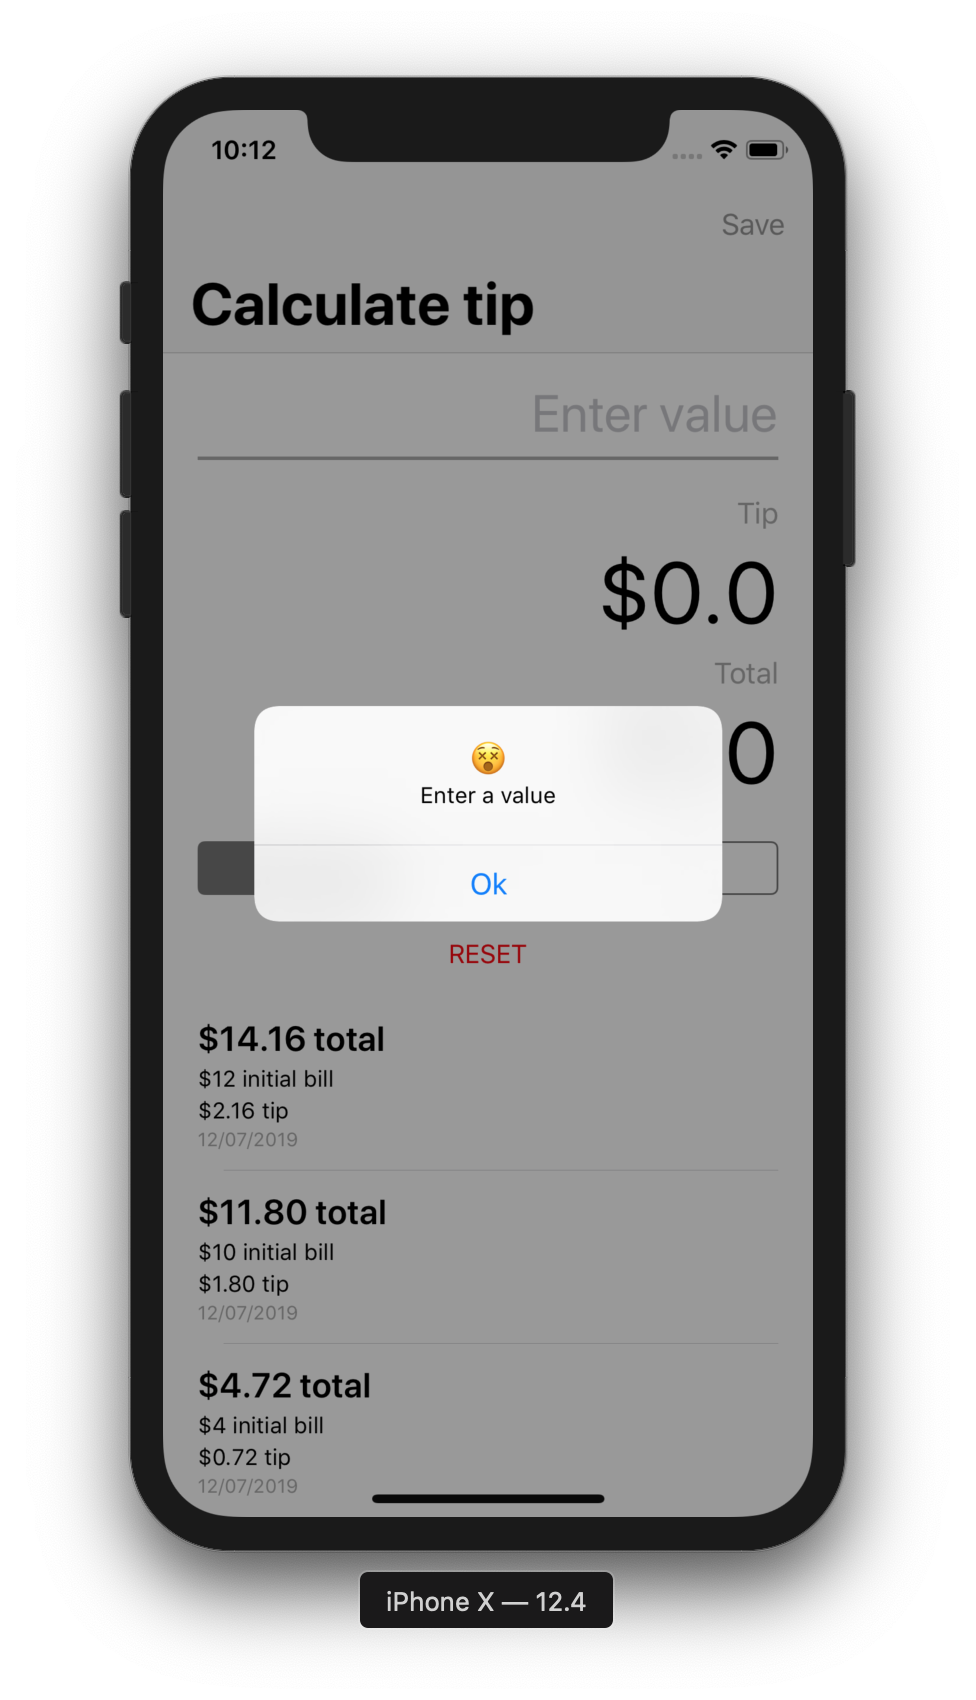 10:12
Save
Calculate tip
Enter value
Tip
$0.0
Total
0
😵
Enter a value
Ok
RESET
$14.16 total
$12 initial bill
$2.16 tip
12/07/2019
$11.80 total
$10 initial bill
$1.80 tip
12/07/2019
$4.72 total
$4 initial bill
$0.72 tip
12/07/2019
iPhone X — 12.4